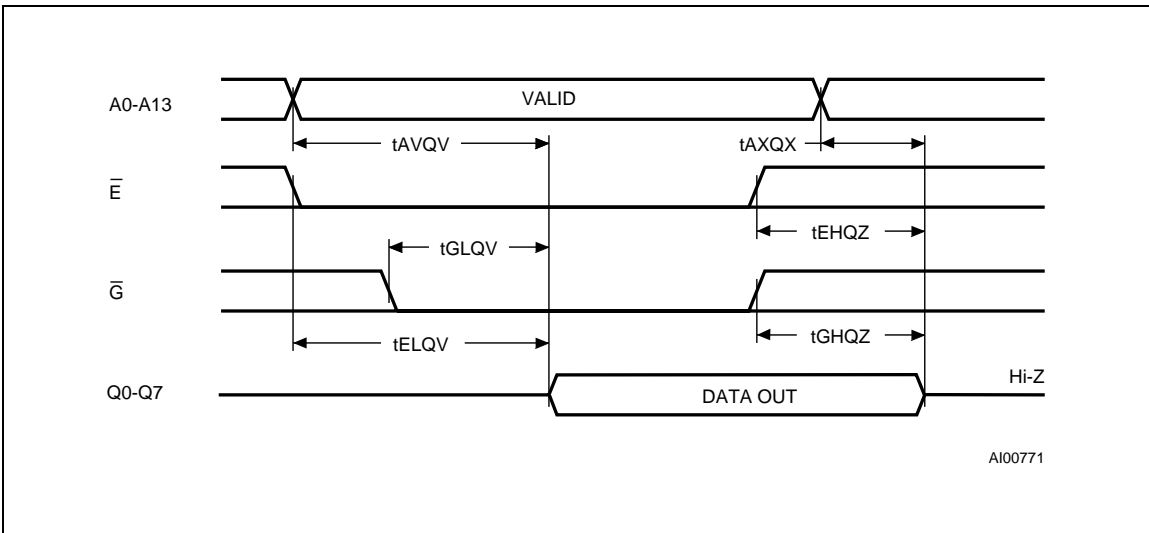 A0-A13
VALID
tAVQV
tAXQX
E̅
tEHQZ
tGLQV
G̅
tGHQZ
tELQV
Hi-Z
Q0-Q7
DATA OUT
AI00771